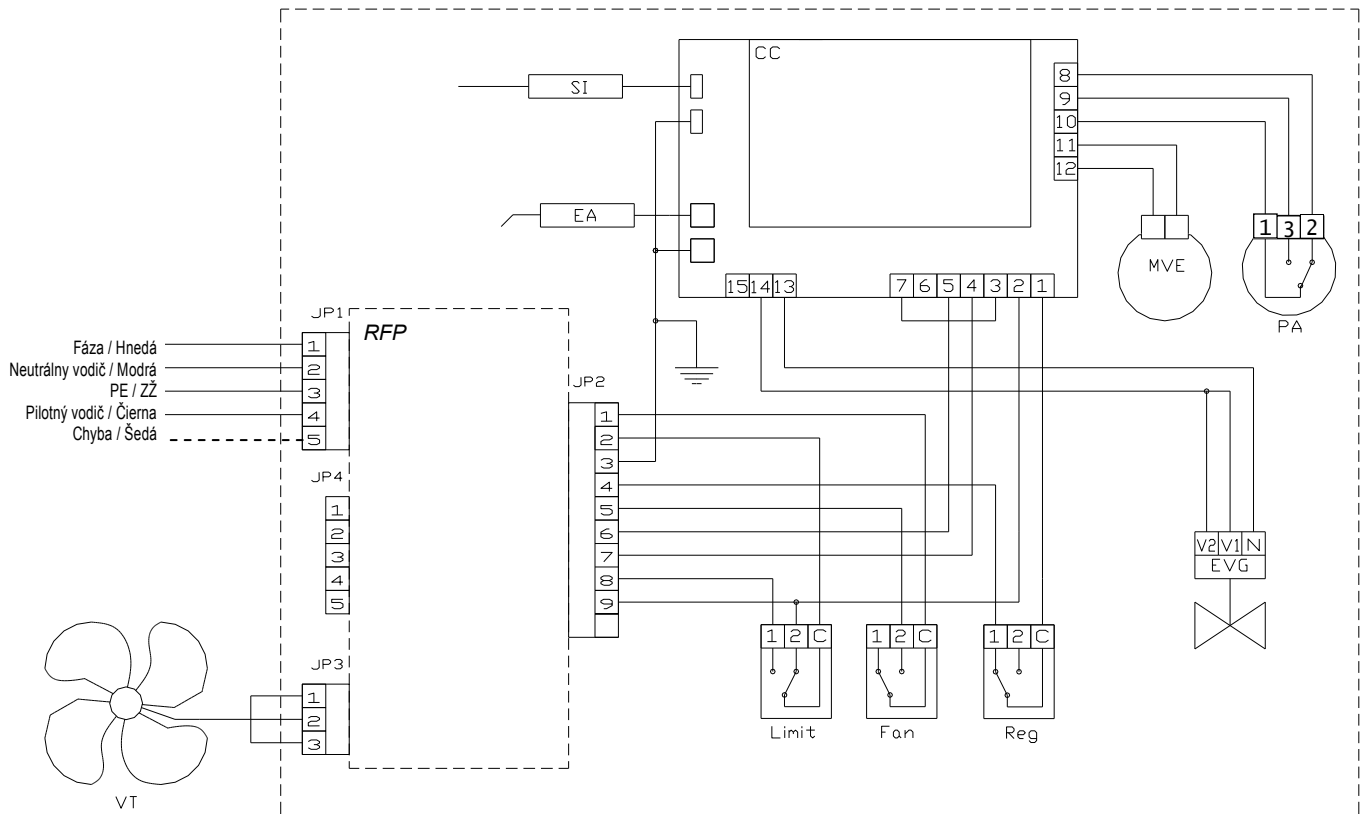 CC
SI
EA
8
9
10
11
12
MVE
1 3 2
PA
15 14 13
7 6 5 4 3 2 1
JP1
RFP
Fáza / Hnedá
Neutrálny vodič / Modrá
PE / ZŽ
Pilotný vodič / Čierna
Chyba / Šedá
1
2
3
4
5
JP2
1
2
3
4
5
6
7
8
9
JP4
1
2
3
4
5
V2 V1 N
EVG
JP3
1
2
3
VT
1 2 C
Limit
1 2 C
Fan
1 2 C
Reg